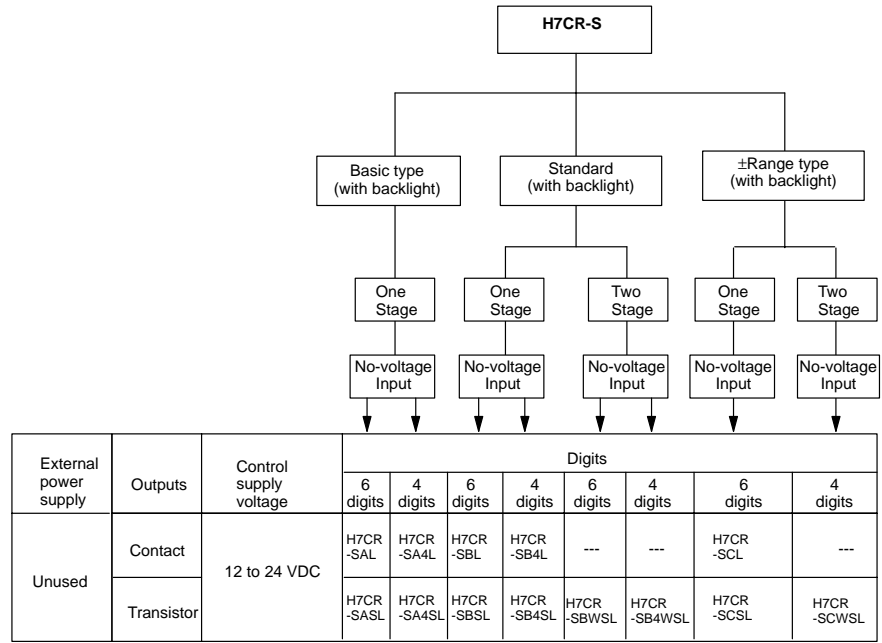 H7CR-S
Basic type
(with backlight)
Standard
(with backlight)
±Range type
(with backlight)
One
Stage
One
Stage
Two
Stage
One
Stage
Two
Stage
No-voltage
Input
No-voltage
Input
No-voltage
Input
No-voltage
Input
No-voltage
Input
External
power
supply
Outputs
Control
supply
voltage
Digits
6
digits
4
digits
6
digits
4
digits
6
digits
4
digits
6
digits
4
digits
Unused
Contact
12 to 24 VDC
H7CR
-SAL
H7CR
-SA4L
H7CR
-SBL
H7CR
-SB4L
---
---
H7CR
-SCL
---
Transistor
H7CR
-SASL
H7CR
-SA4SL
H7CR
-SBSL
H7CR
-SB4SL
H7CR
-SBWSL
H7CR
-SB4WSL
H7CR
-SCSL
H7CR
-SCWSL